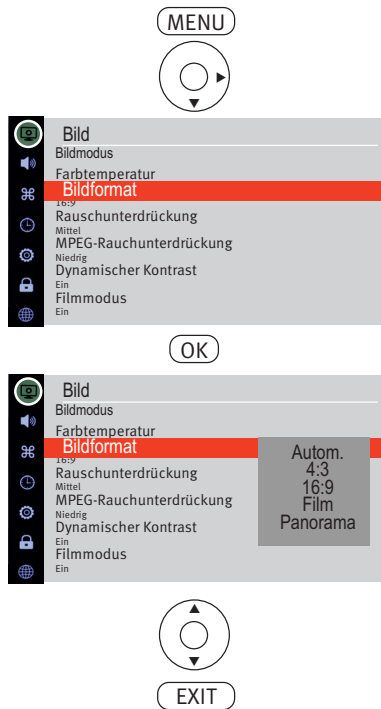 MENU
Bild
Bildmodus
Farbtemperatur
Bildformat
16:9
Rauschunterdrückung
Mittel
MPEG-Rauchunterdrückung
Niedrig
Dynamischer Kontrast
Ein
Filmmodus
Ein
OK
Bild
Bildmodus
Farbtemperatur
Bildformat
16:9
Rauschunterdrückung
Mittel
MPEG-Rauchunterdrückung
Niedrig
Dynamischer Kontrast
Ein
Filmmodus
Ein
Autom.
4:3
16:9
Film
Panorama
EXIT